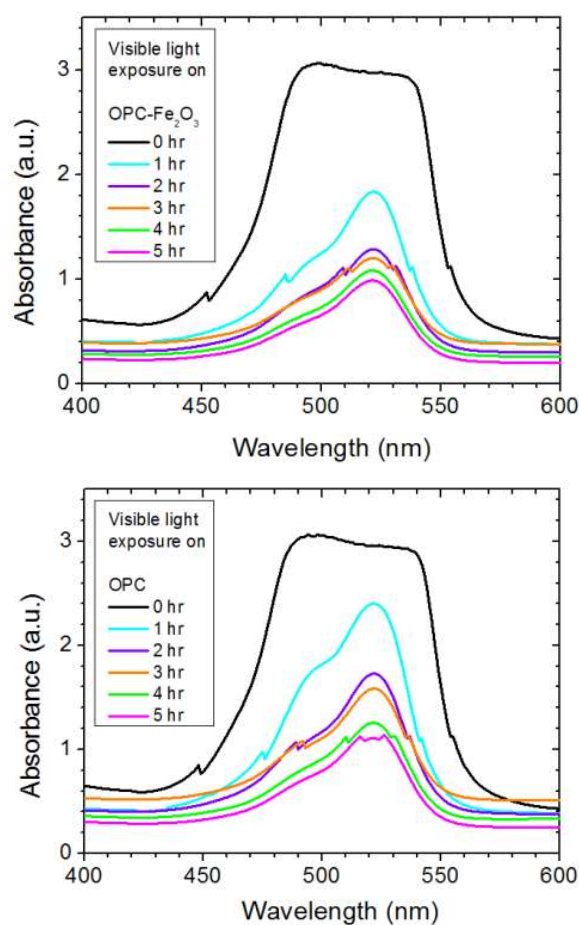 Visible light
exposure on
OPC-Fe₂O₃
0 hr
1 hr
2 hr
3 hr
4 hr
5 hr
3
2
1
0
400
450
500
550
600
Absorbance (a.u.)
Wavelength (nm)
Visible light
exposure on
OPC
0 hr
1 hr
2 hr
3 hr
4 hr
5 hr
3
2
1
0
400
450
500
550
600
Absorbance (a.u.)
Wavelength (nm)